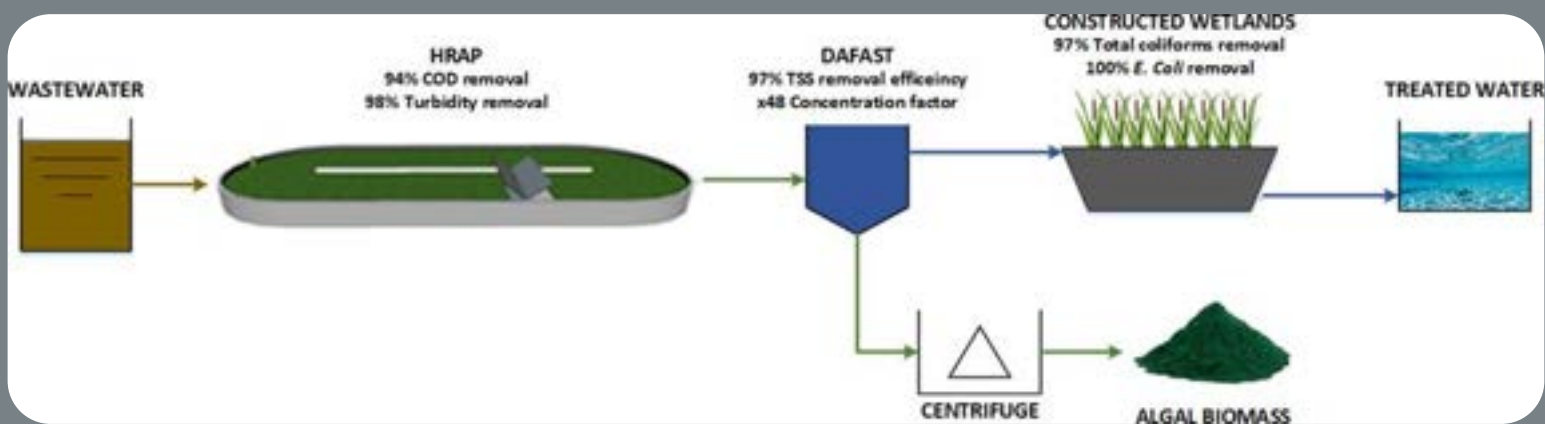 WASTEWATER
HRAP
94% COD removal
98% Turbidity removal
DAFAST
97% TSS removal efficeincy
x48 Concentration factor
CONSTRUCTED WETLANDS
97% Total coliforms removal
100% E. Coli removal
TREATED WATER
CENTRIFUGE
ALGAL BIOMASS